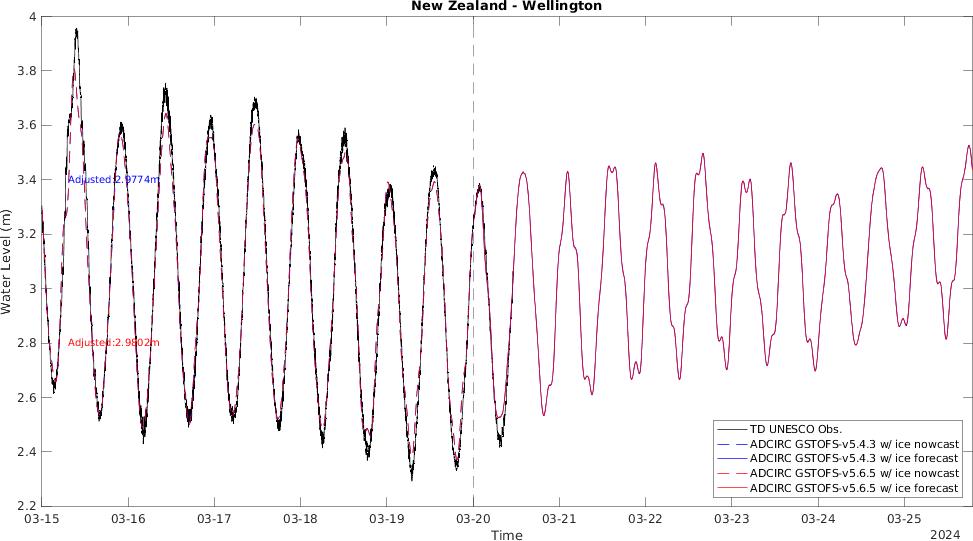 New Zealand - Wellington
4
3.8
3.6
3.4
3.2
3
2.8
2.6
2.4
2.2
Water Level (m)
Adjusted:2.9774m
Adjusted:2.9802m
TD UNESCO Obs.
ADCIRC GSTOFS-v5.4.3 w/ ice nowcast
ADCIRC GSTOFS-v5.4.3 w/ ice forecast
ADCIRC GSTOFS-v5.6.5 w/ ice nowcast
ADCIRC GSTOFS-v5.6.5 w/ ice forecast
03-15 03-16 03-17 03-18 03-19 03-20 03-21 03-22 03-23 03-24 03-25
Time
2024